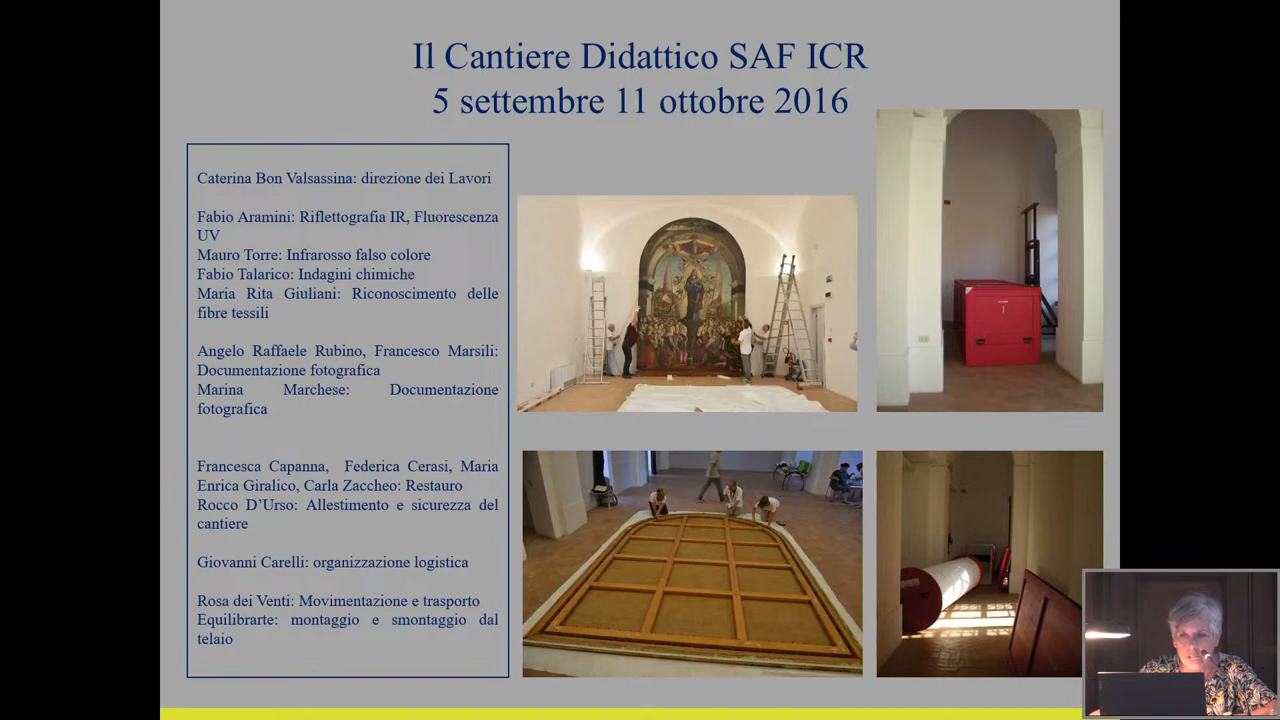 Il Cantiere Didattico SAF ICR
5 settembre 11 ottobre 2016
Caterina Bon Valsassina: direzione dei Lavori
Fabio Aramini: Riflettografia IR, Fluorescenza
UV
Mauro Torre: Infrarosso falso colore
Fabio Talarico: Indagini chimiche
Maria Rita Giuliani: Riconoscimento delle
fibre tessili
Angelo Raffaele Rubino, Francesco Marsili:
Documentazione fotografica
Marina Marchese: Documentazione
fotografica
Francesca Capanna, Federica Cerasi, Maria
Enrica Giralico, Carla Zaccheo: Restauro
Rocco D'Urso: Allestimento e sicurezza del
cantiere
Giovanni Carelli: organizzazione logistica
Rosa dei Venti: Movimentazione e trasporto
Equilibrarte: montaggio e smontaggio dal
telaio